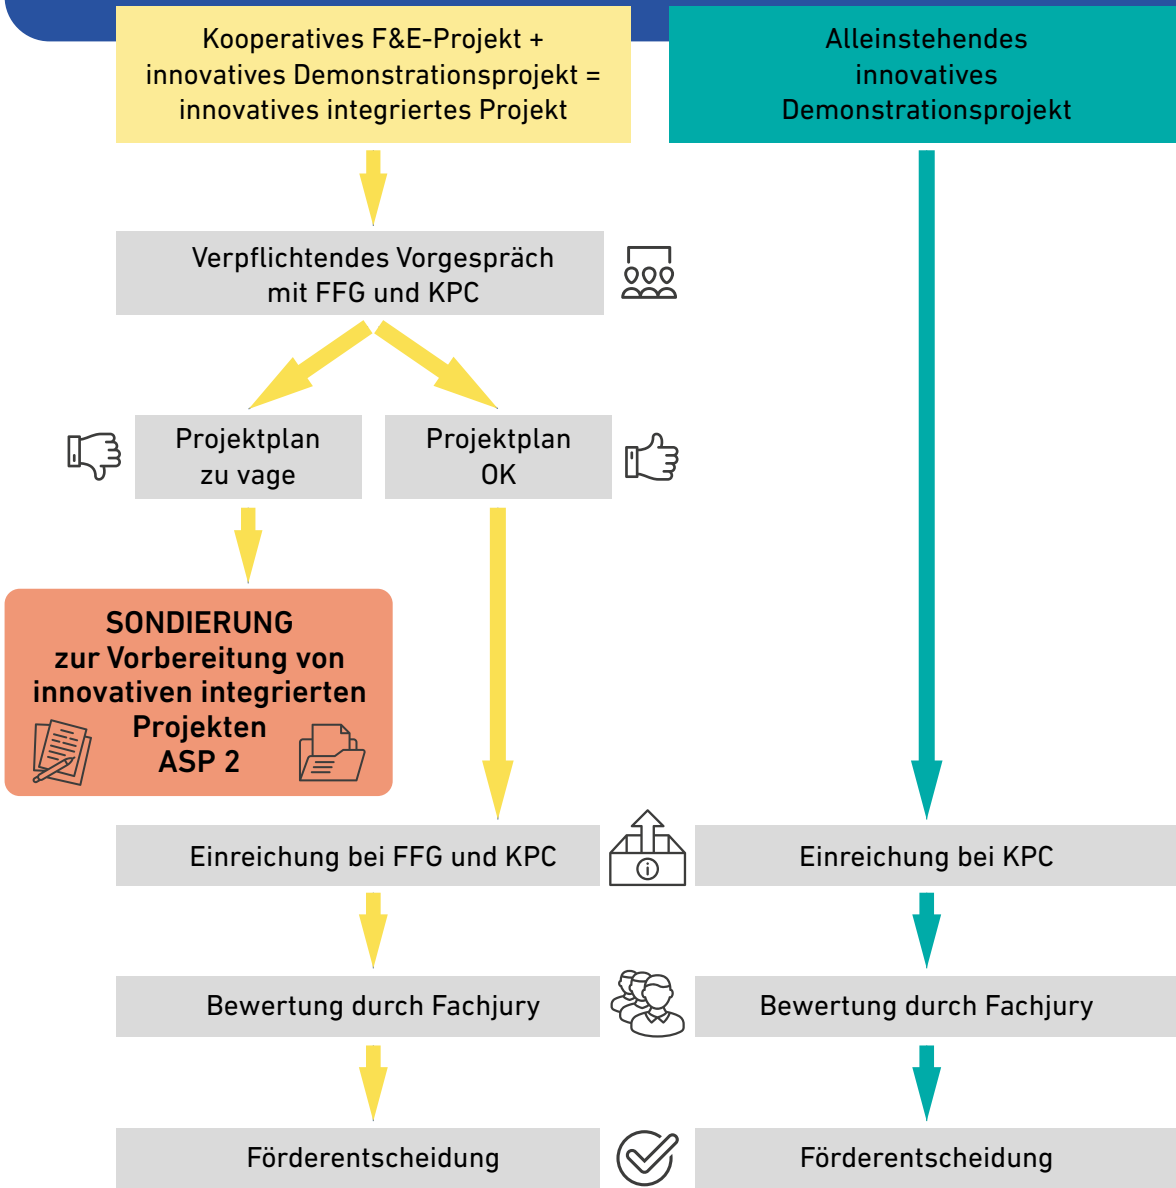 Kooperatives F&E-Projekt +
innovatives Demonstrationsprojekt =
innovatives integriertes Projekt
Alleinstehendes
innovatives
Demonstrationsprojekt
Verpflichtendes Vorgespräch
mit FFG und KPC
Projektplan
zu vage
Projektplan
OK
SONDIERUNG
zur Vorbereitung von
innovativen integrierten
Projekten
ASP 2
Einreichung bei FFG und KPC
Einreichung bei KPC
Bewertung durch Fachjury
Bewertung durch Fachjury
Förderentscheidung
Förderentscheidung